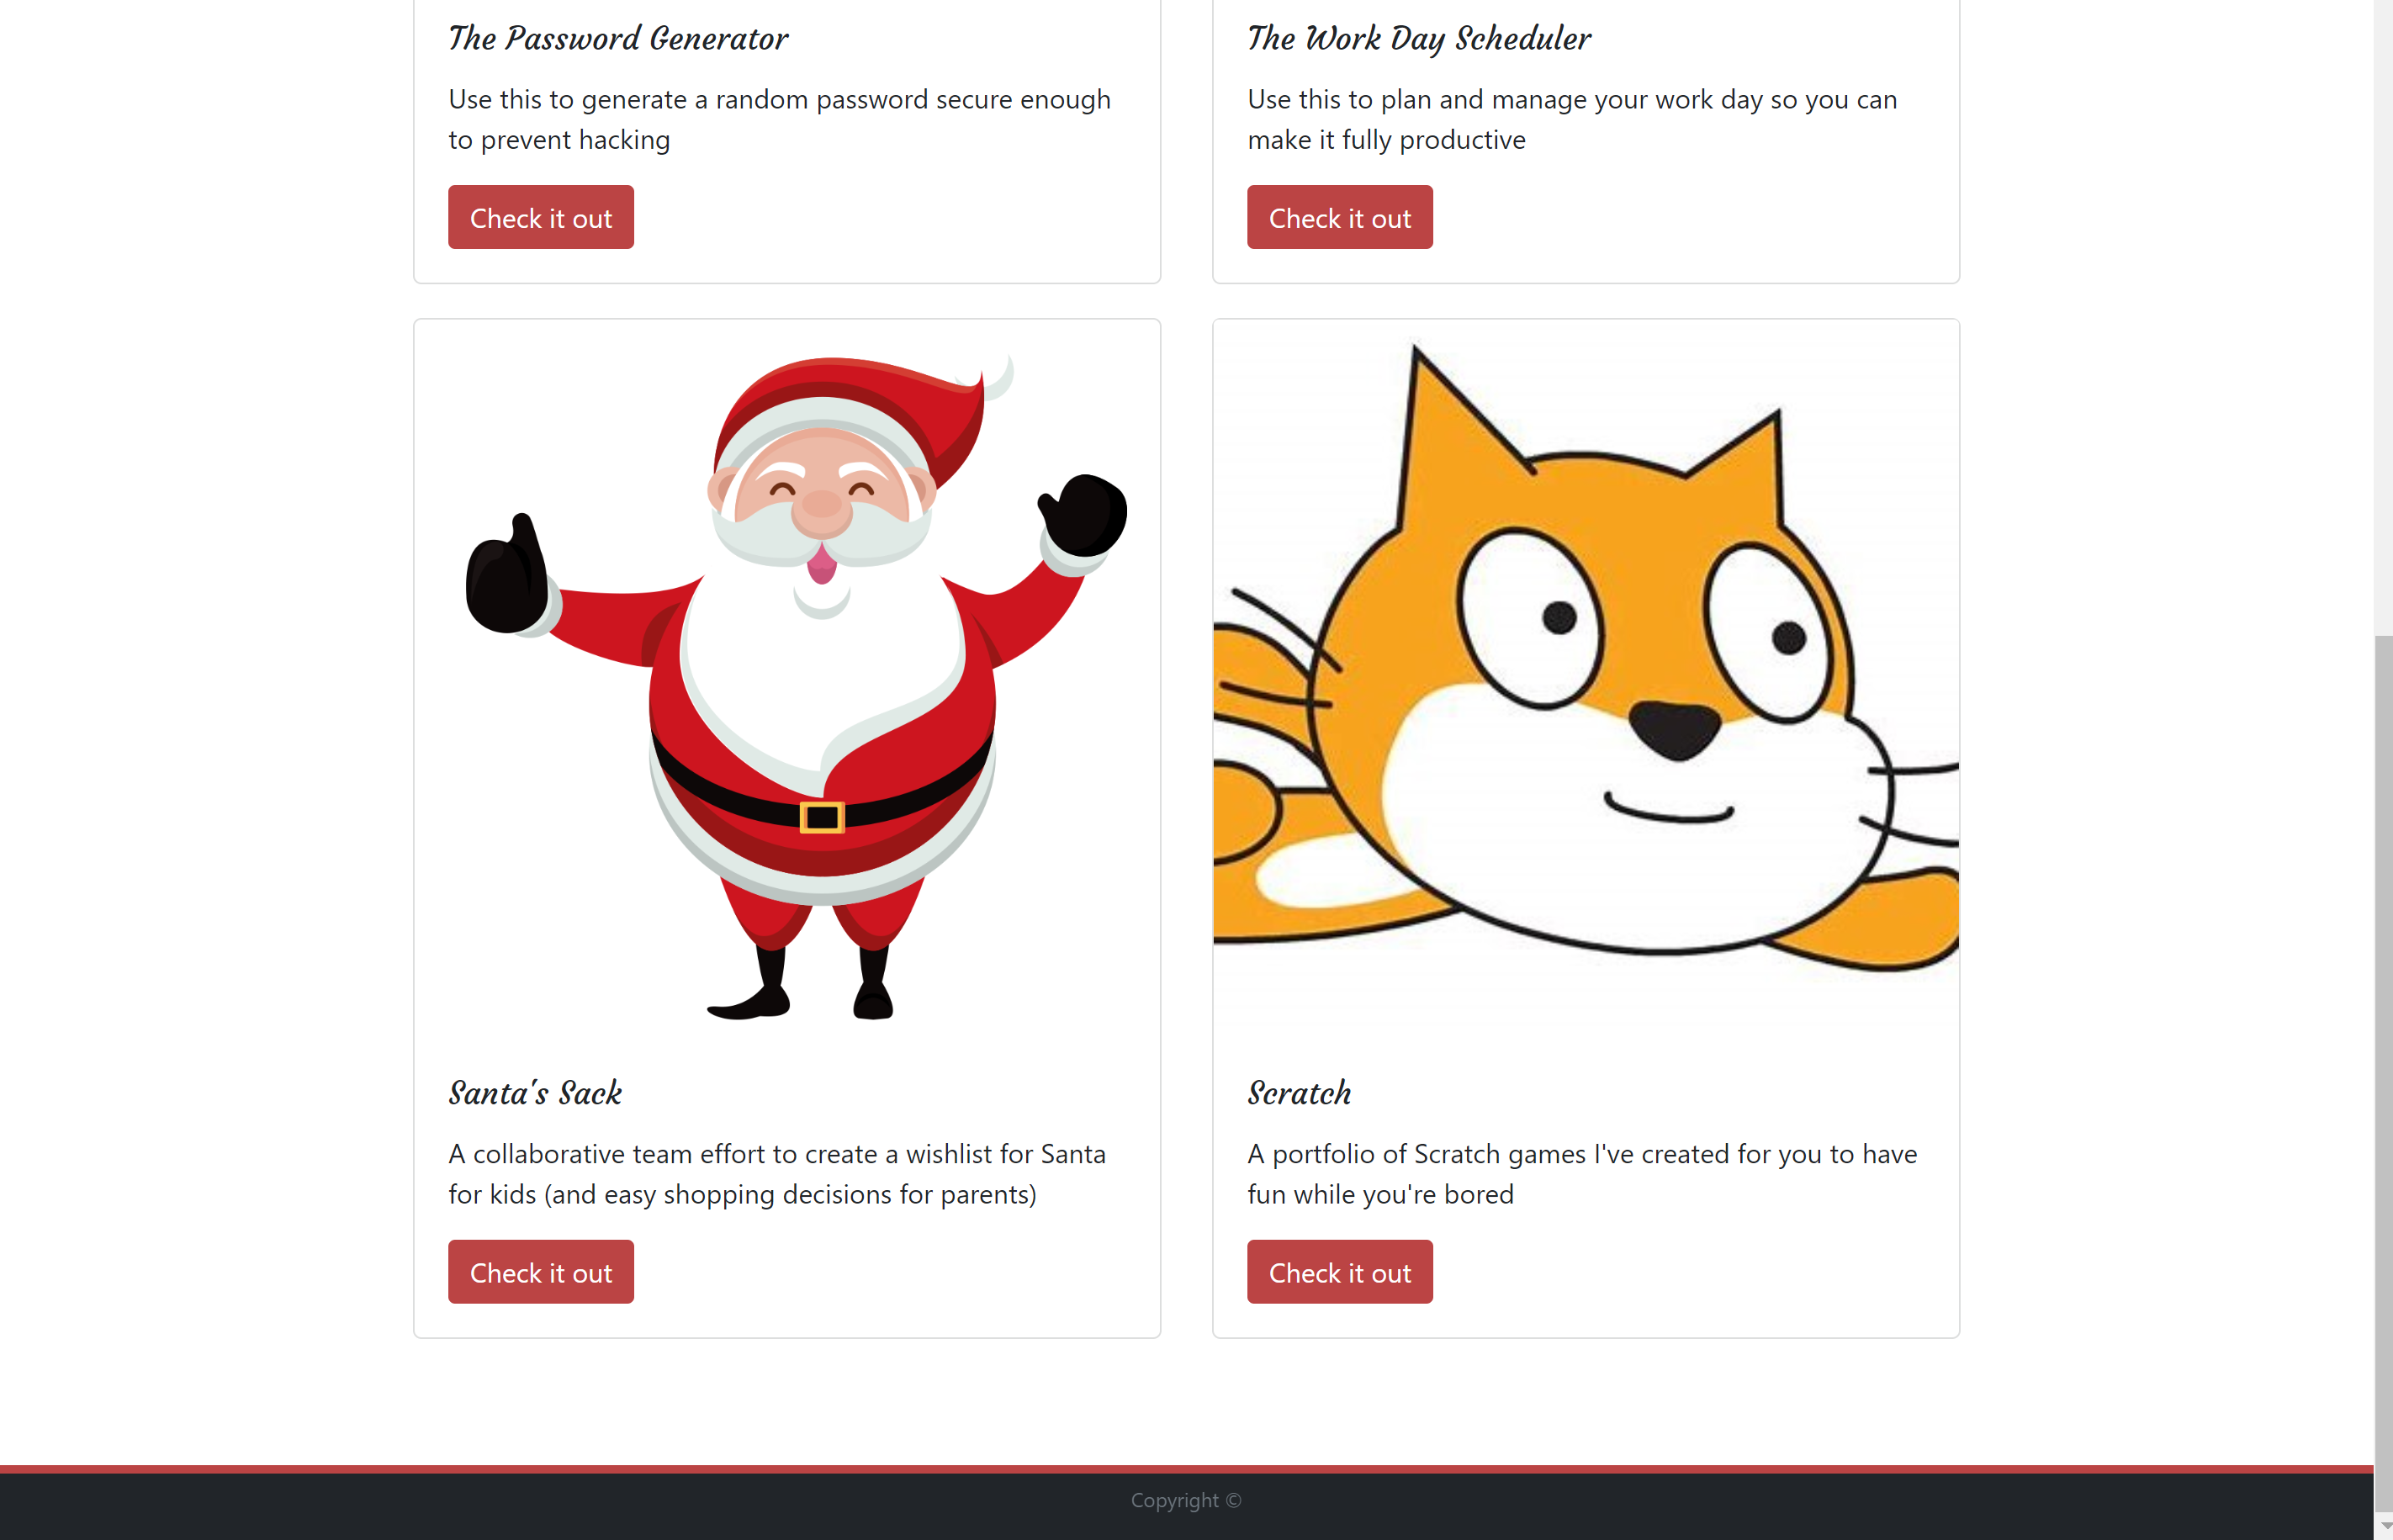 The Password Generator
Use this to generate a random password secure enough
to prevent hacking
Check it out
The Work Day Scheduler
Use this to plan and manage your work day so you can
make it fully productive
Check it out
Santa's Sack
A collaborative team effort to create a wishlist for Santa
for kids (and easy shopping decisions for parents)
Check it out
Scratch
A portfolio of Scratch games I've created for you to have
fun while you're bored
Check it out
Copyright ©